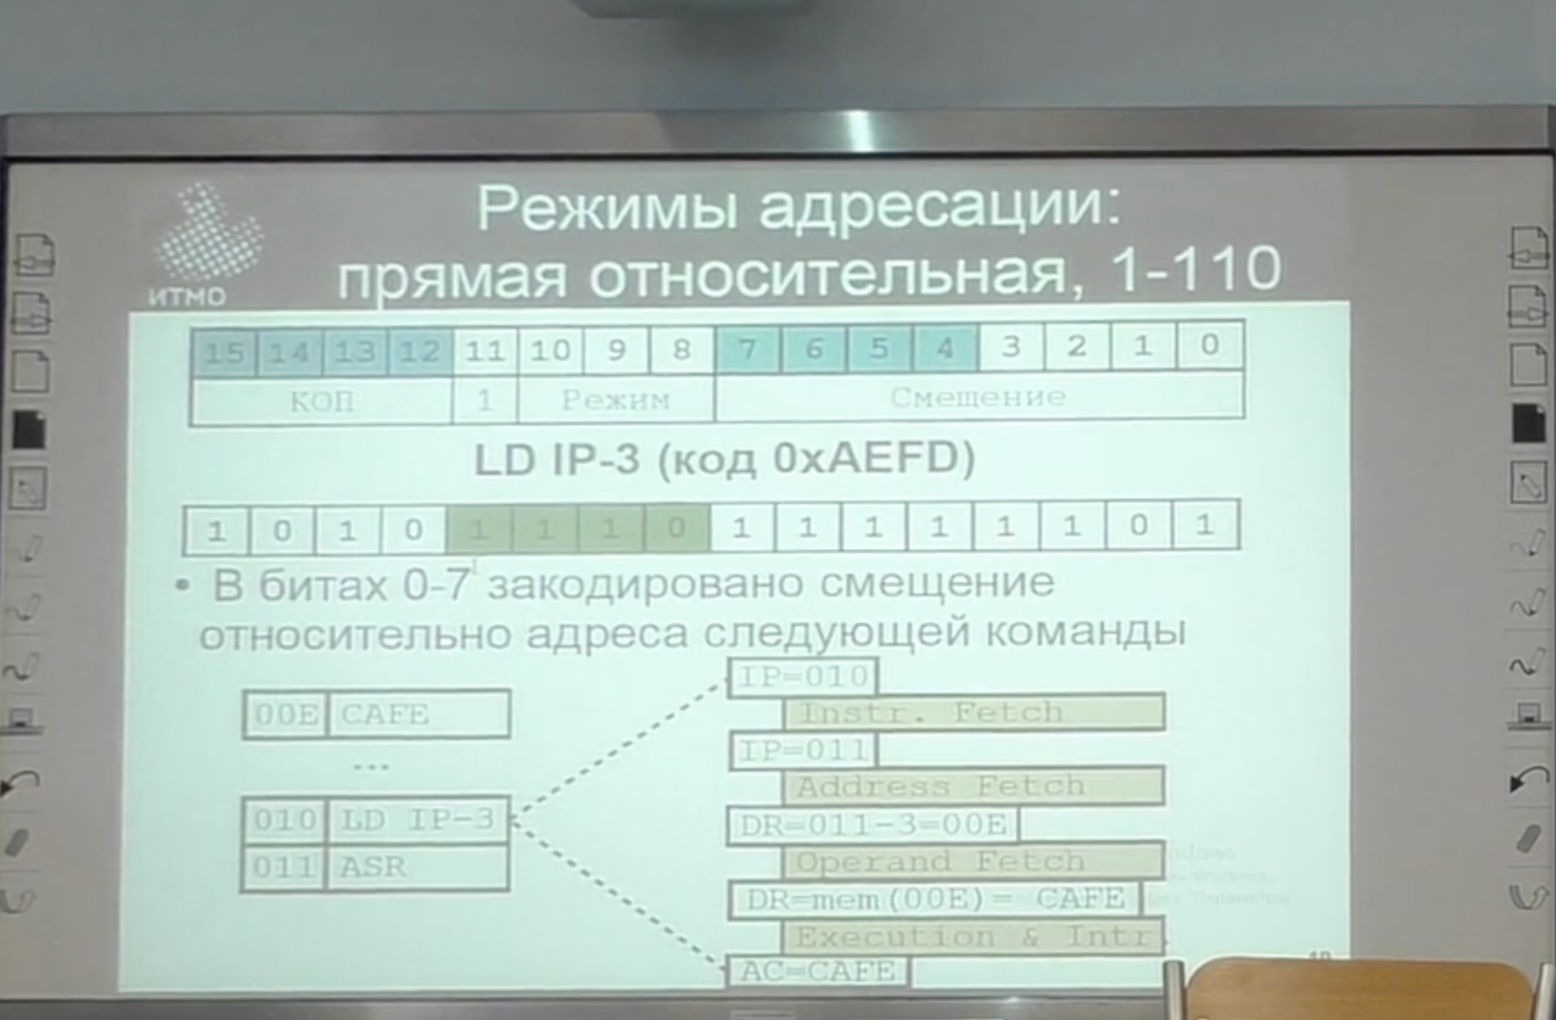 Режимы адресации:
ИТМО прямая относительная, 1-110
15 14 13 12 11 10 9 8 7 6 5 4 3 2 1 0
КОП 1 Режим Смещение
LD IP-3 (код 0xAEFD)
1 0 1 0 1 1 1 0 1 1 1 1 1 1 0 1
• В битах 0-7 закодировано смещение
относительно адреса следующей команды
00E CAFE
...
010 LD IP-3
011 ASR
IP=010
Instr. Fetch
IP=011
Address Fetch
DR=011-3=00E
Operand Fetch
DR=mem(00E)= CAFE
Execution & Intr.
AC=CAFE